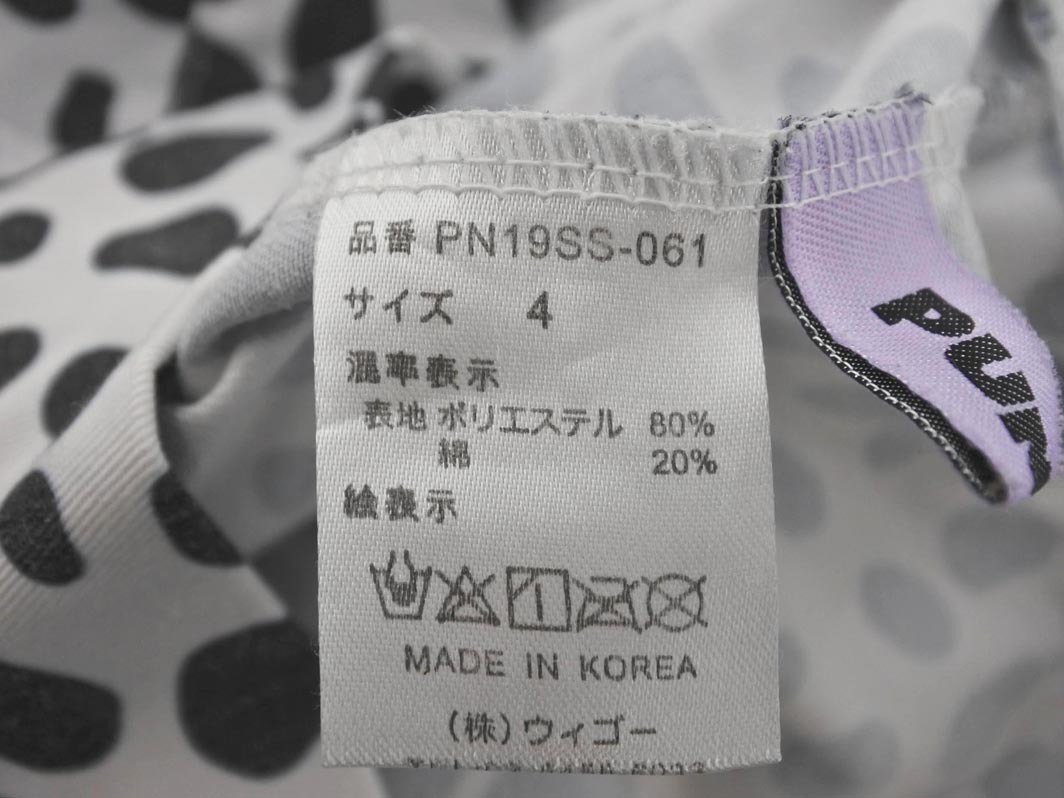 品番 PN19SS-061
サイズ 4
混率表示
表地 ポリエステル 80%
綿 20%
絵表示
MADE IN KOREA
(株)ウィゴー